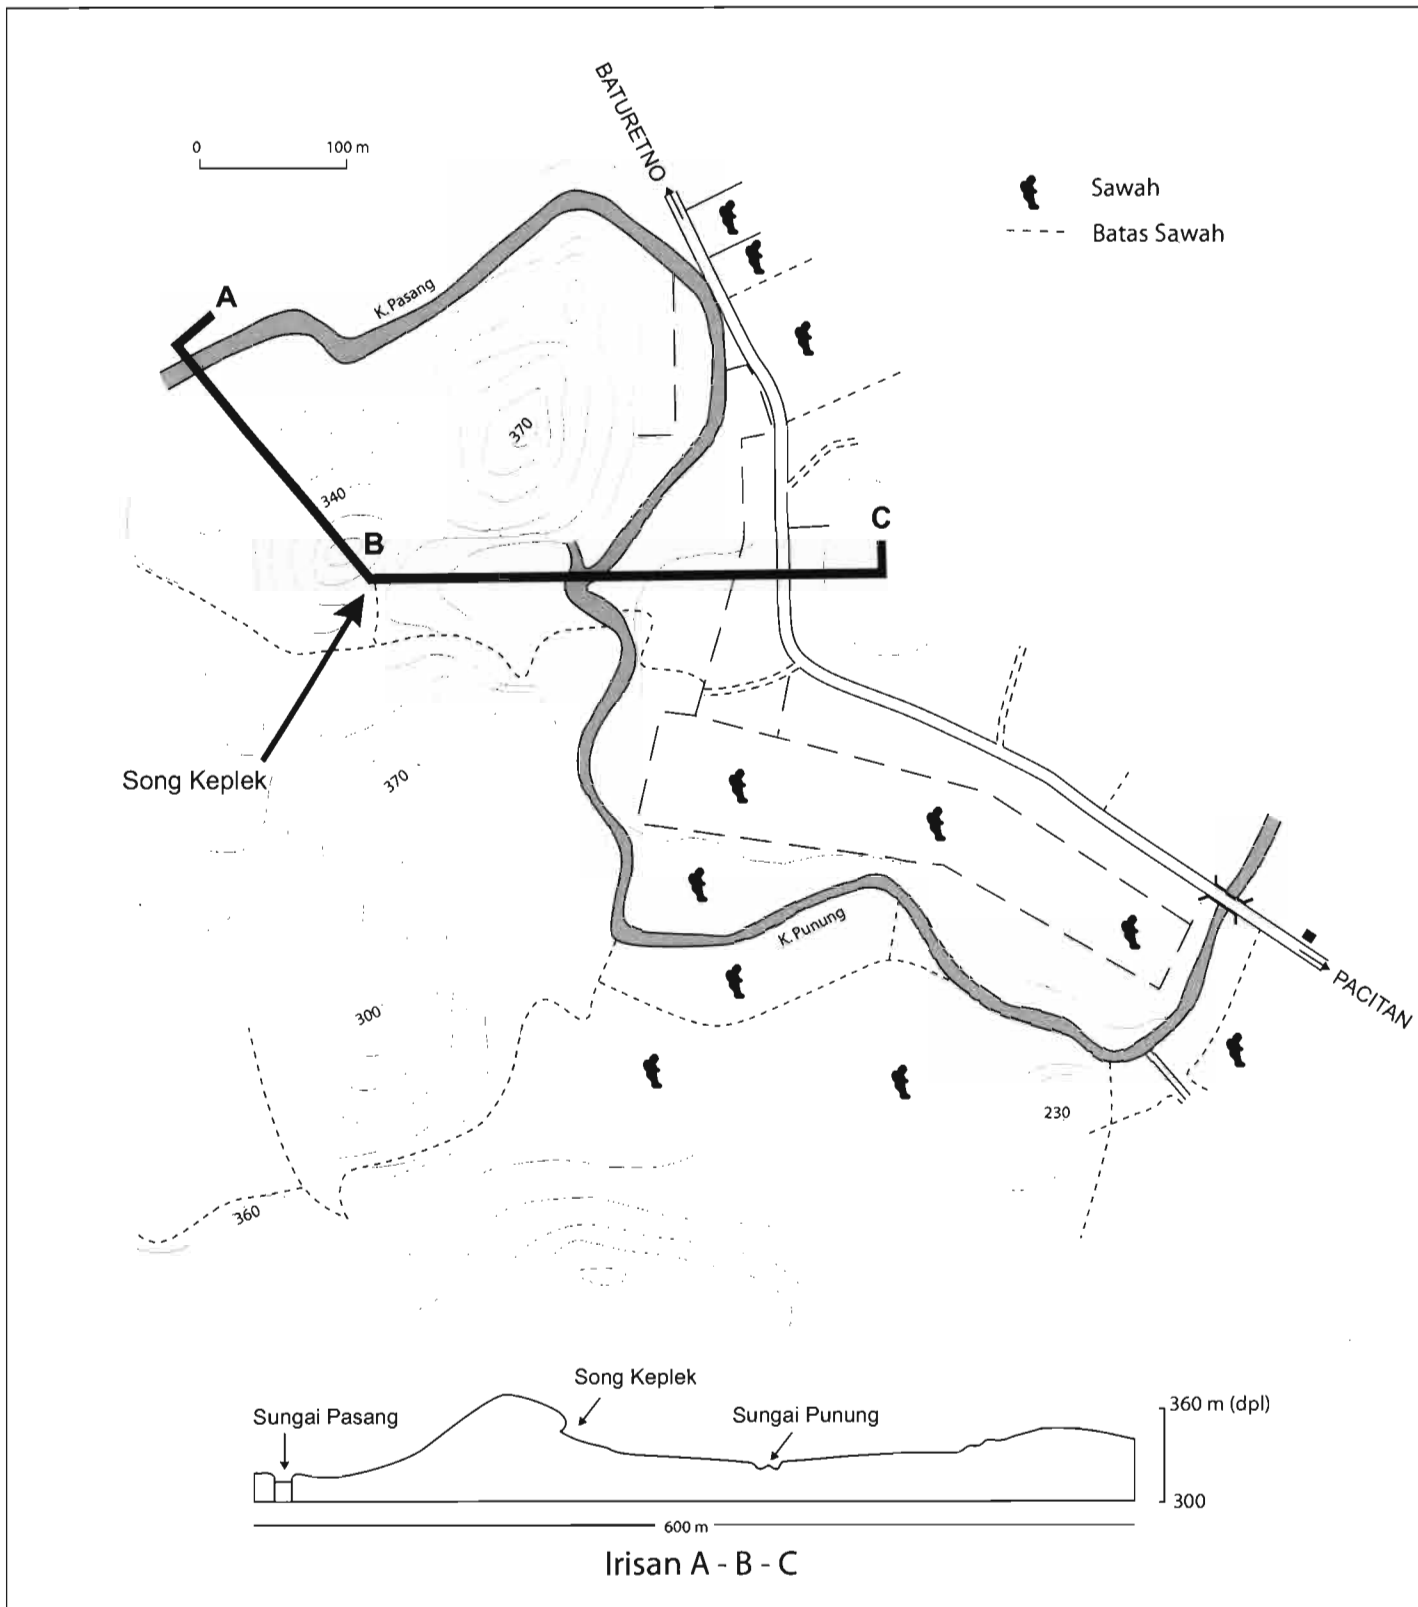 BATURETNO
0 100 m
Sawah
Batas Sawah
K. Pasang
A
370
340
C
B
Song Keplek
370
K. Punung
PACITAN
300
230
360
Song Keplek
360 m (dpl)
Sungai Pasang
Sungai Punung
300
600 m
Irisan A - B - C